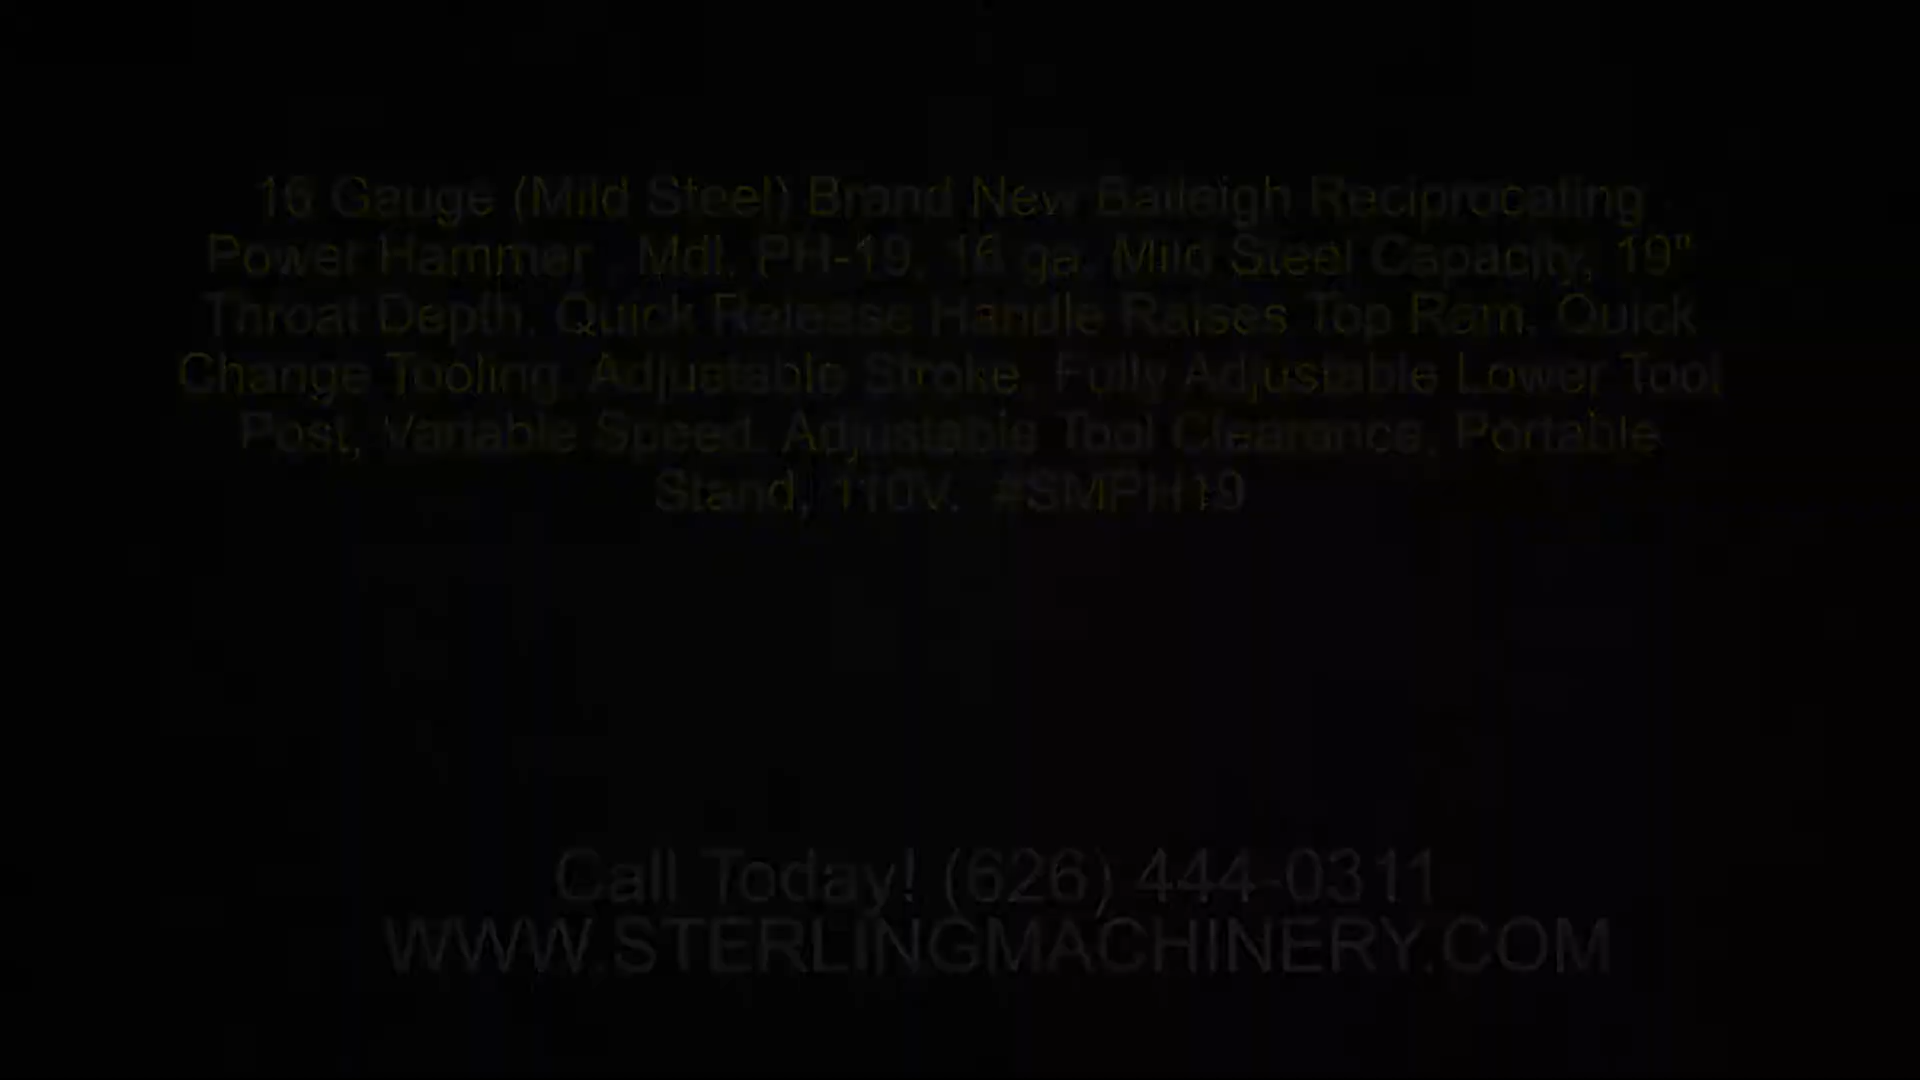 16 Gauge (Mild Steel) Brand New Baileigh Reciprocating
Power Hammer , Mdl. PH-19, 16 ga. Mild Steel Capacity, 19"
Throat Depth, Quick Release Handle Raises Top Ram, Quick
Change Tooling, Adjustable Stroke, Fully Adjustable Lower Tool
Post, Variable Speed, Adjustable Tool Clearance, Portable
Stand, 110V. #SMPH19
Call Today! (626) 444-0311
WWW.STERLINGMACHINERY.COM